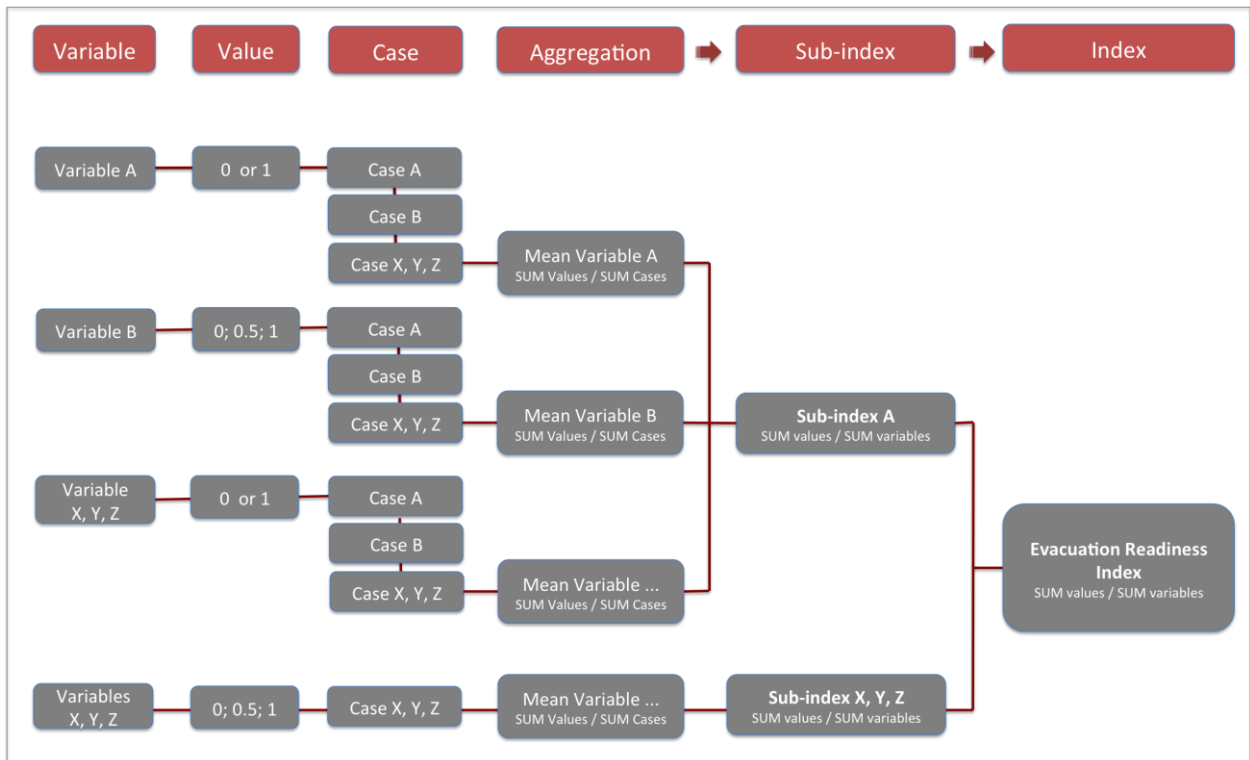 Variable
Value
Case
Aggregation
Sub-index
Index
Variable A
0 or 1
Case A
Case B
Case X, Y, Z
Mean Variable A
SUM Values / SUM Cases
Variable B
0; 0.5; 1
Case A
Case B
Case X, Y, Z
Mean Variable B
SUM Values / SUM Cases
Sub-index A
SUM values / SUM variables
Variable
X, Y, Z
0 or 1
Case A
Case B
Case X, Y, Z
Mean Variable ...
SUM Values / SUM Cases
Evacuation Readiness
Index
SUM values / SUM variables
Variables
X, Y, Z
0; 0.5; 1
Case X, Y, Z
Mean Variable ...
SUM Values / SUM Cases
Sub-index X, Y, Z
SUM values / SUM variables